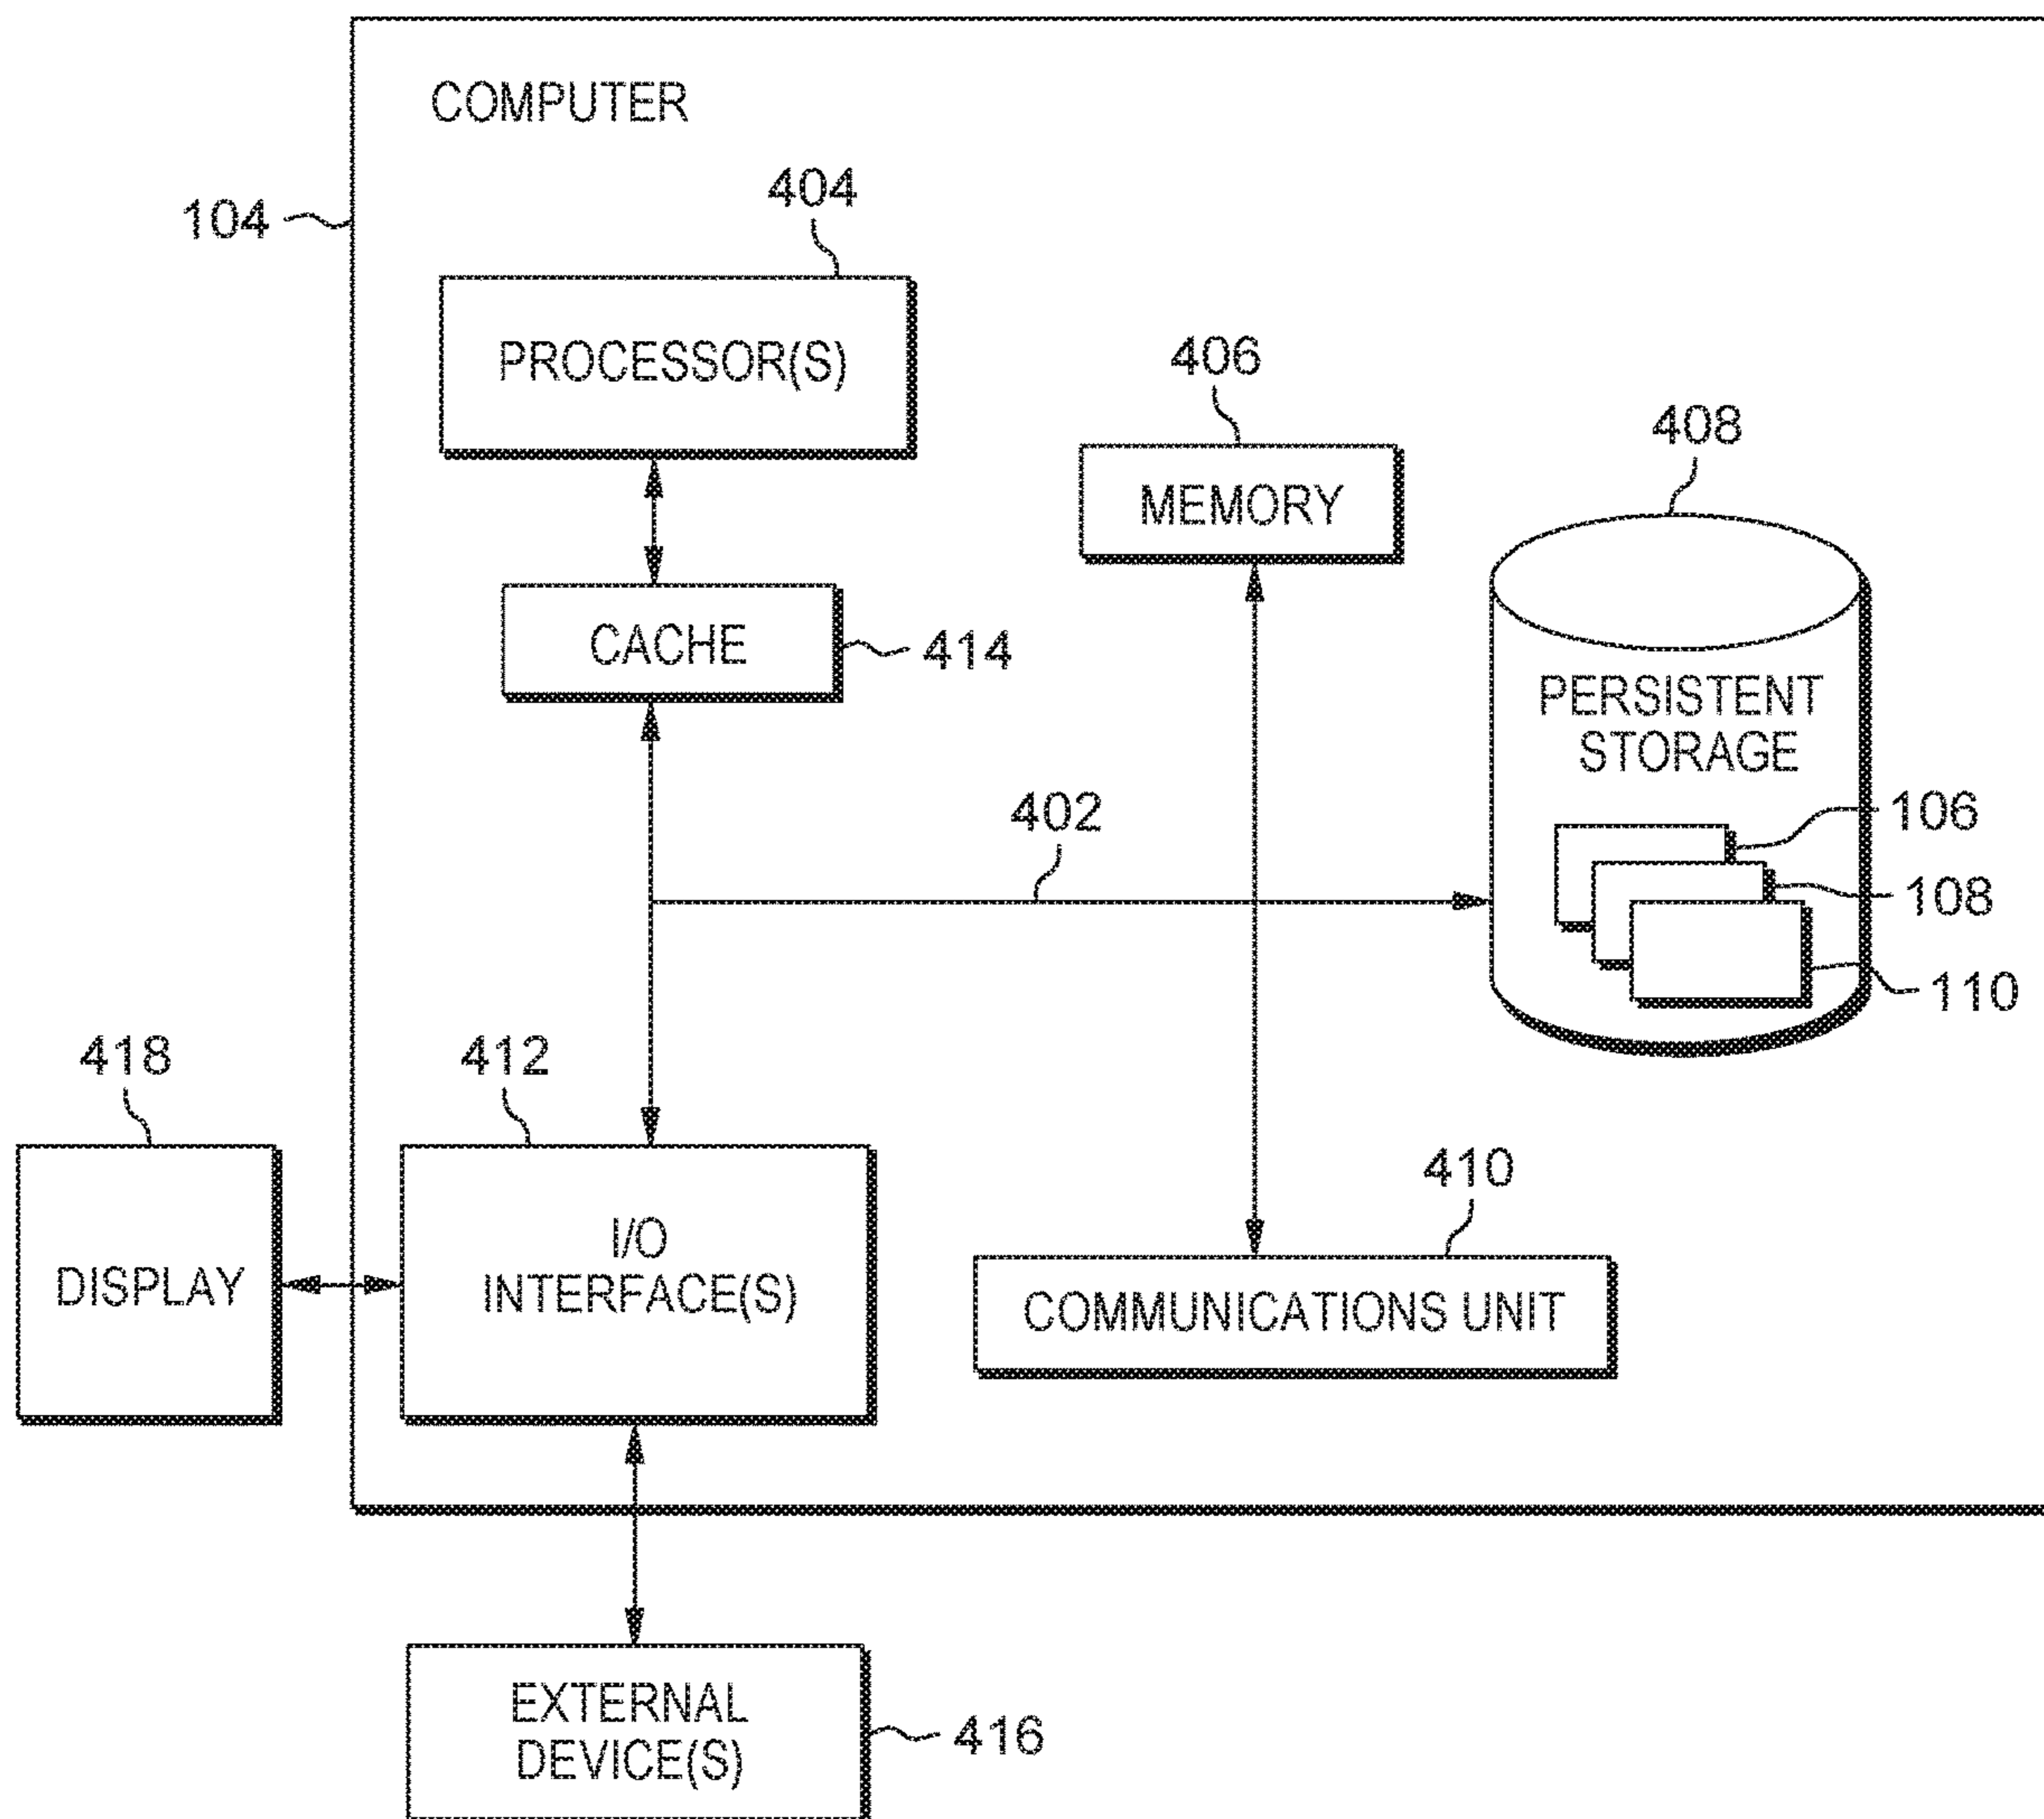 COMPUTER
104
404
PROCESSOR(S)
406
MEMORY
408
CACHE
414
PERSISTENT
STORAGE
402
106
108
110
418
412
DISPLAY
I/O
INTERFACE(S)
410
COMMUNICATIONS UNIT
EXTERNAL
DEVICE(S)
416